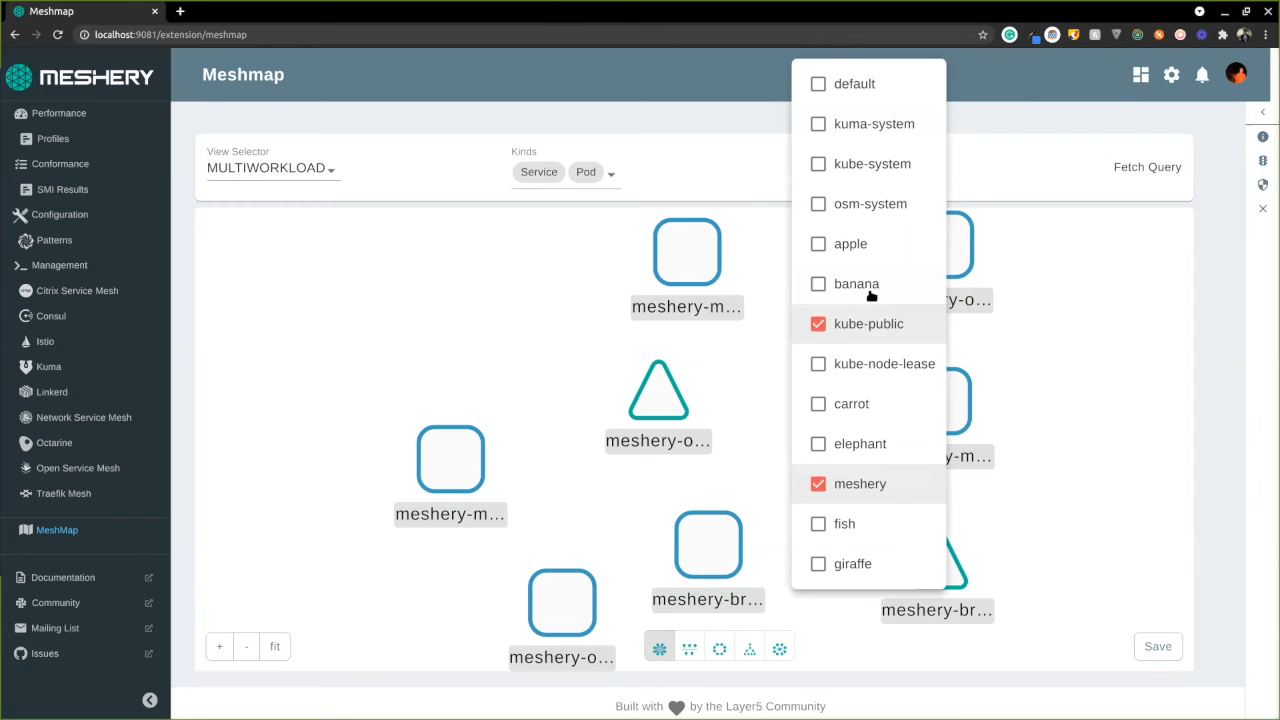 Meshmap
localhost:9081/extension/meshmap
MESHERY
Meshmap
Performance
Profiles
Conformance
SMI Results
Configuration
Patterns
Management
Citrix Service Mesh
Consul
Istio
Kuma
Linkerd
Network Service Mesh
Octarine
Open Service Mesh
Traefik Mesh
MeshMap
Documentation
Community
Mailing List
Issues
View Selector
MULTIWORKLOAD
Kinds
Service Pod
Fetch Query
default
kuma-system
kube-system
osm-system
apple
banana
kube-public
kube-node-lease
carrot
elephant
meshery
fish
giraffe
meshery-m...
y-o...
meshery-o...
y-m...
meshery-m...
meshery-br...
meshery-br...
meshery-o...
+ - fit
Save
Built with by the Layer5 Community